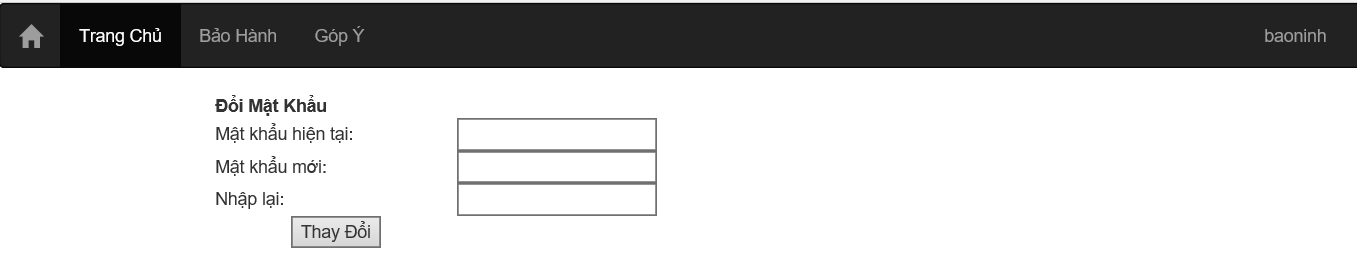 Trang Chủ Bảo Hành Góp Ý baoninh
Đổi Mật Khẩu
Mật khẩu hiện tại:
Mật khẩu mới:
Nhập lại:
Thay Đổi